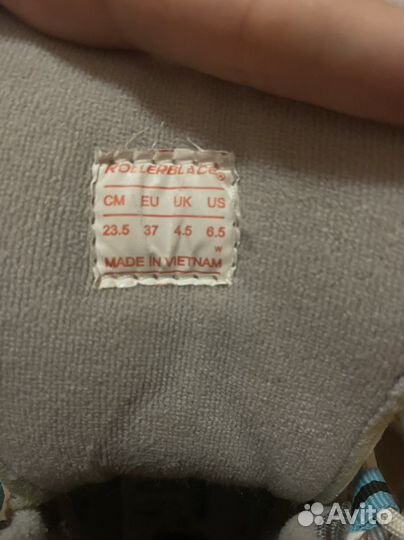 ROLLERBLADE®
CM EU UK US
23.5 37 4.5 6.5
W
MADE IN VIETNAM
Avito